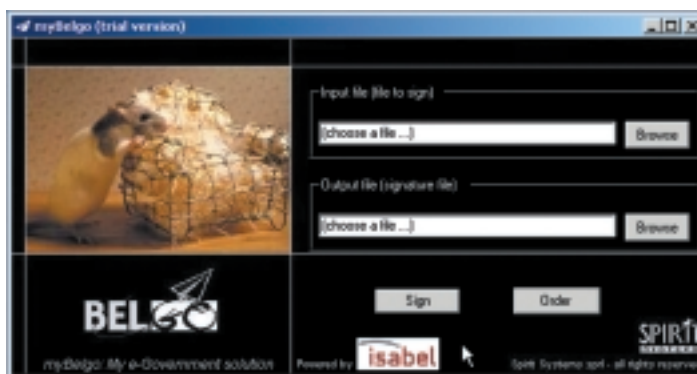 myBelgo (trial version)
Input file (file to sign)
(choose a file ...)
Browse
Output file (signature file)
(choose a file ...)
Browse
Sign
Order
BELGO
myBelgo: My e-Government solution
Powered by isabel
SPIRIT
SYSTEMS
Spirit Systems sprl - all rights reserved